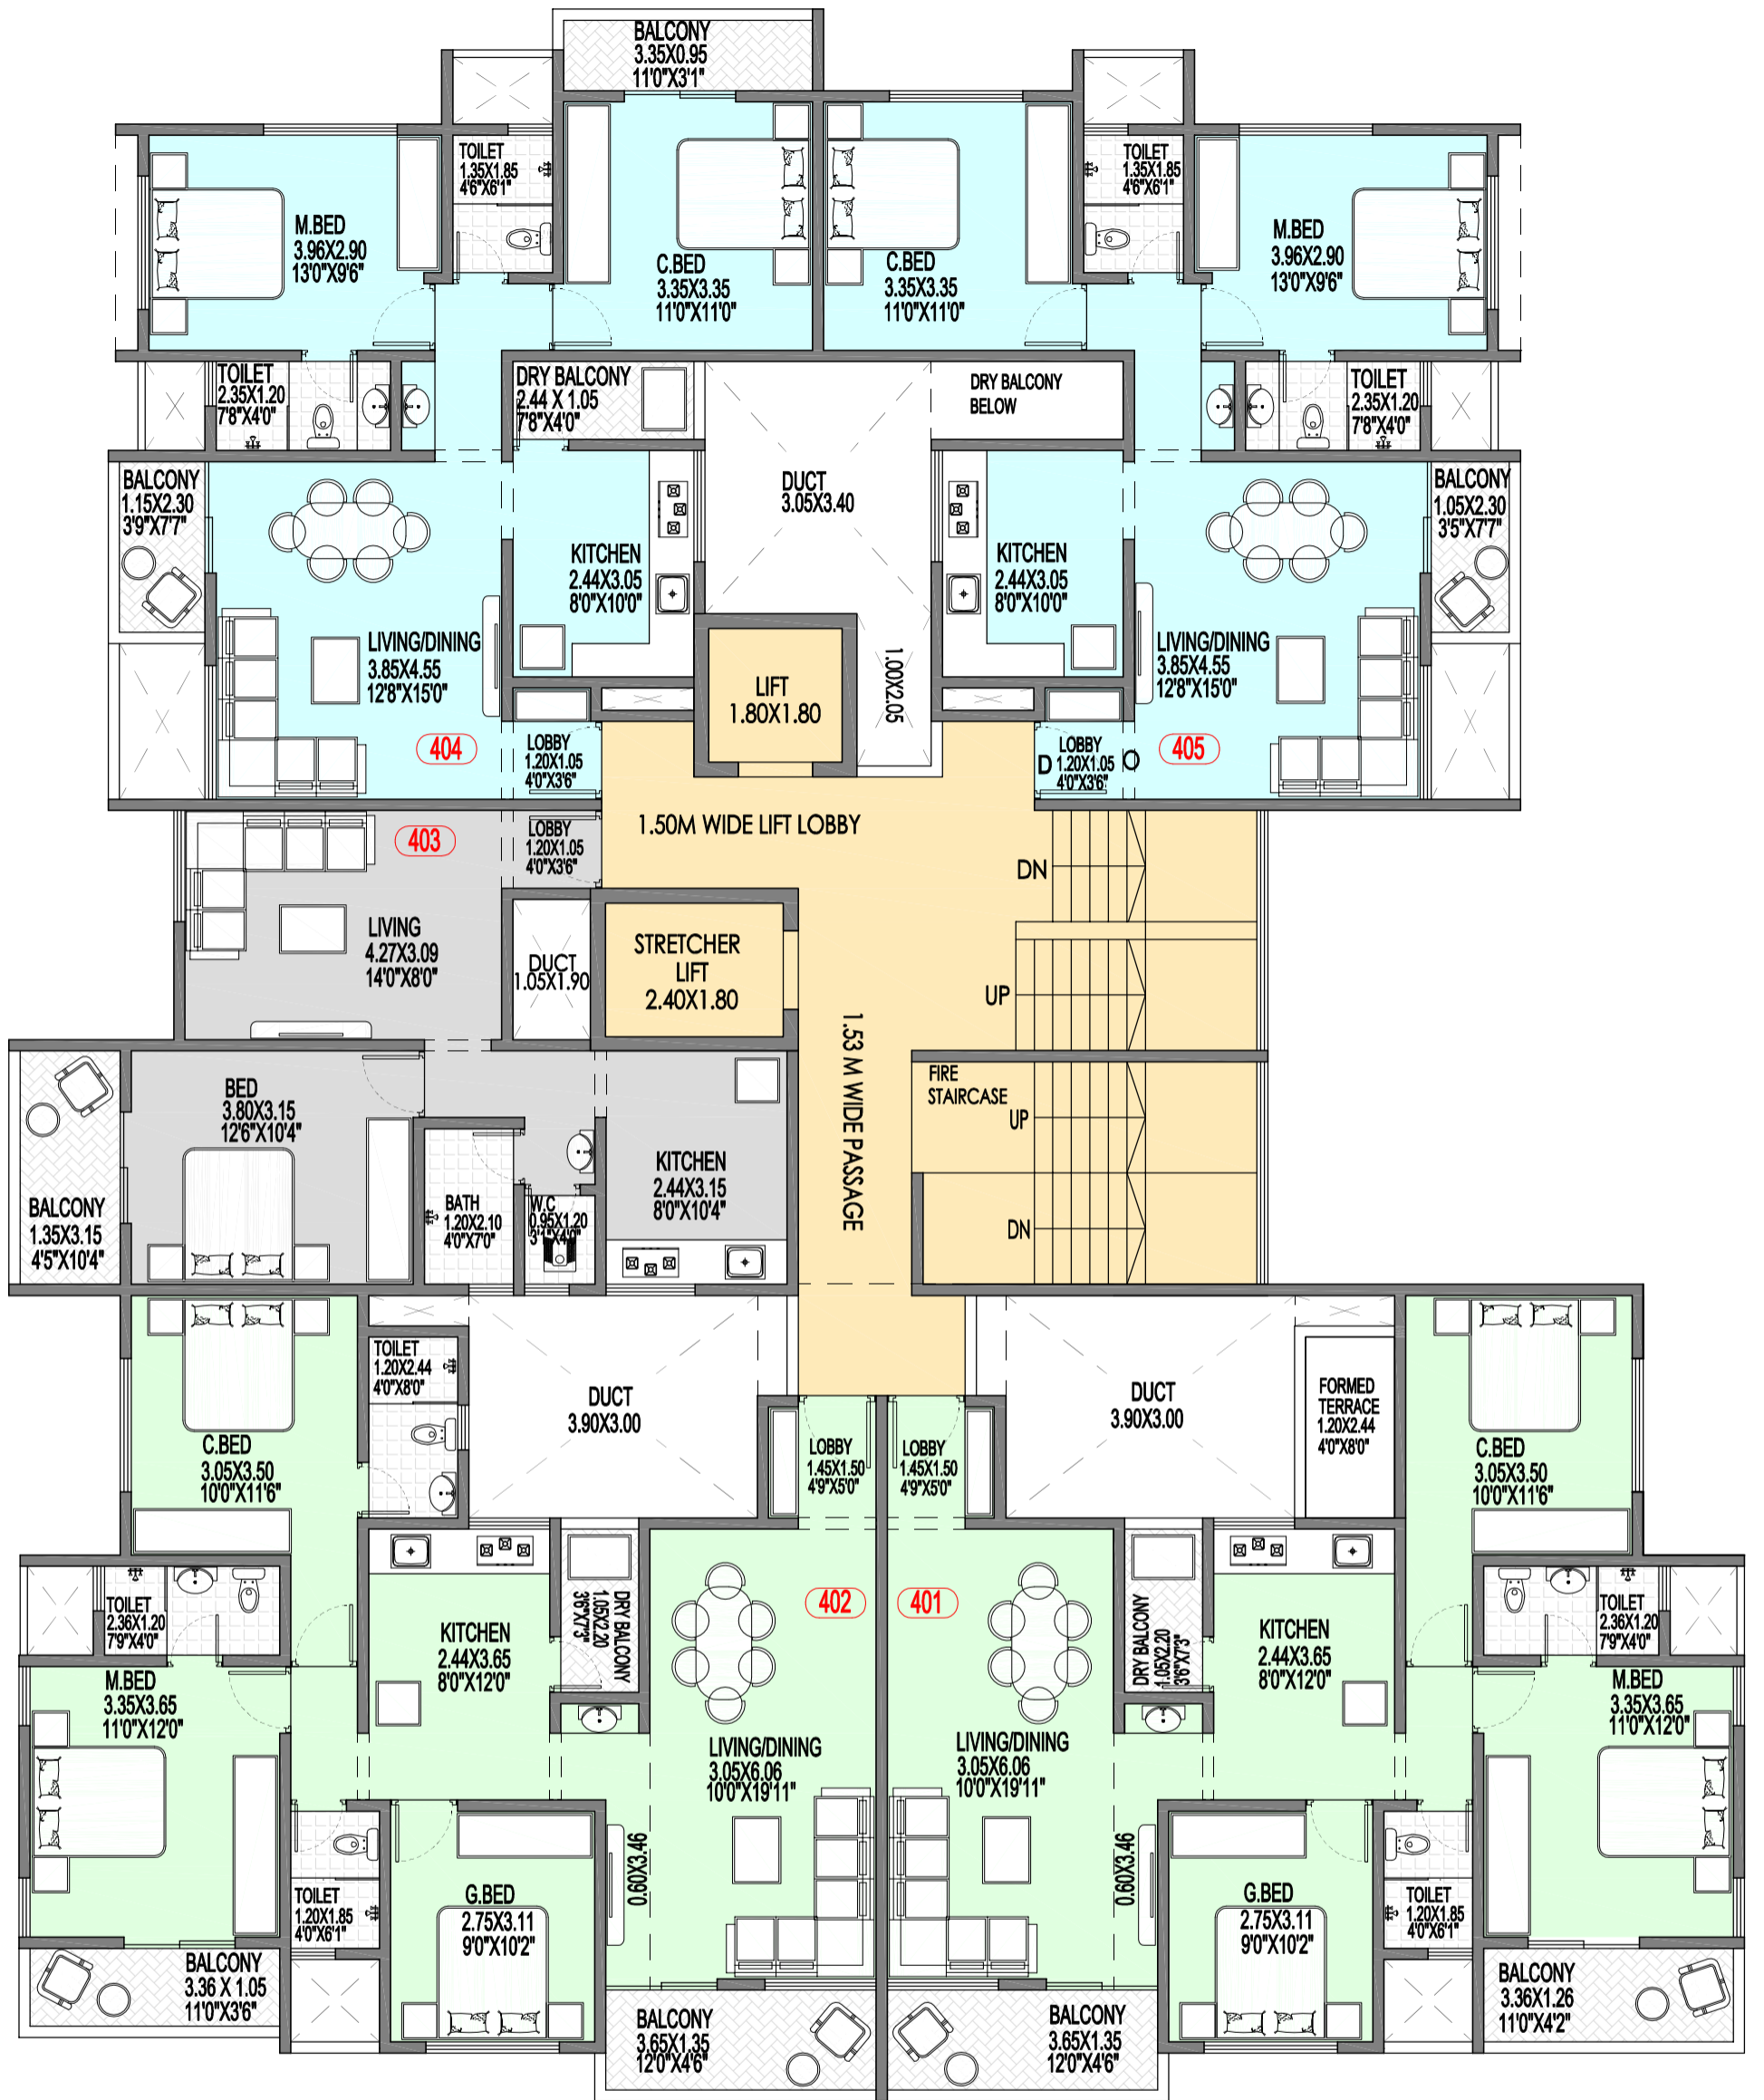 BALCONY
3.35X0.95
11'0"X3'1"
TOILET
1.35X1.85
4'6"X6'1"
TOILET
1.35X1.85
4'6"X6'1"
M.BED
3.96X2.90
13'0"X9'6"
C.BED
3.35X3.35
11'0"X11'0"
C.BED
3.35X3.35
11'0"X11'0"
M.BED
3.96X2.90
13'0"X9'6"
TOILET
2.35X1.20
7'8"X4'0"
DRY BALCONY
2.44 X 1.05
7'8"X4'0"
DRY BALCONY
BELOW
TOILET
2.35X1.20
7'8"X4'0"
BALCONY
1.15X2.30
3'9"X7'7"
DUCT
3.05X3.40
BALCONY
1.05X2.30
3'5"X7'7"
KITCHEN
2.44X3.05
8'0"X10'0"
KITCHEN
2.44X3.05
8'0"X10'0"
LIVING/DINING
3.85X4.55
12'8"X15'0"
LIFT
1.80X1.80
1.00X2.05
LIVING/DINING
3.85X4.55
12'8"X15'0"
404
LOBBY
1.20X1.05
4'0"X3'6"
D
LOBBY
1.20X1.05
4'0"X3'6"
O
405
403
LOBBY
1.20X1.05
4'0"X3'6"
1.50M WIDE LIFT LOBBY
DN
LIVING
4.27X3.09
14'0"X8'0"
DUCT
1.05X1.90
STRETCHER
LIFT
2.40X1.80
UP
1.53 M WIDE PASSAGE
FIRE
STAIRCASE
UP
DN
BED
3.80X3.15
12'6"X10'4"
BALCONY
1.35X3.15
4'5"X10'4"
BATH
1.20X2.10
4'0"X7'0"
W.C
0.95X1.20
KITCHEN
2.44X3.15
8'0"X10'4"
TOILET
1.20X2.44
4'0"X8'0"
DUCT
3.90X3.00
DUCT
3.90X3.00
FORMED
TERRACE
1.20X2.44
4'0"X8'0"
C.BED
3.05X3.50
10'0"X11'6"
LOBBY
1.45X1.50
4'9"X5'0"
LOBBY
1.45X1.50
4'9"X5'0"
C.BED
3.05X3.50
10'0"X11'6"
TOILET
2.36X1.20
7'9"X4'0"
KITCHEN
2.44X3.65
8'0"X12'0"
DRY BALCONY
1.05X2.20
3'6"X7'3"
402
401
DRY BALCONY
1.05X2.20
3'6"X7'3"
KITCHEN
2.44X3.65
8'0"X12'0"
TOILET
2.36X1.20
7'9"X4'0"
M.BED
3.35X3.65
11'0"X12'0"
M.BED
3.35X3.65
11'0"X12'0"
LIVING/DINING
3.05X6.06
10'0"X19'11"
LIVING/DINING
3.05X6.06
10'0"X19'11"
0.60X3.46
0.60X3.46
TOILET
1.20X1.85
4'0"X6'1"
G.BED
2.75X3.11
9'0"X10'2"
G.BED
2.75X3.11
9'0"X10'2"
TOILET
1.20X1.85
4'0"X6'1"
BALCONY
3.36 X 1.05
11'0"X3'6"
BALCONY
3.65X1.35
12'0"X4'6"
BALCONY
3.65X1.35
12'0"X4'6"
BALCONY
3.36X1.26
11'0"X4'2"